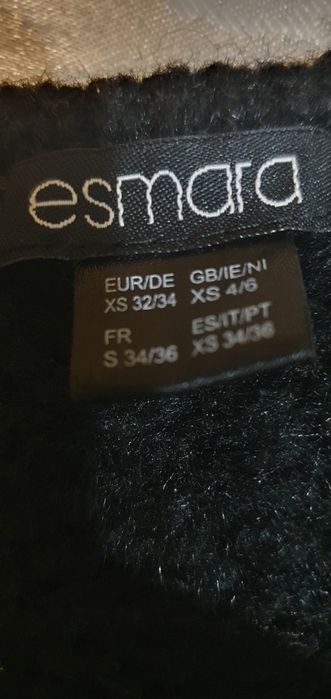 esmara
EUR/DE GB/IE/NI
XS 32/34 XS 4/6
FR ES/IT/PT
S 34/36 XS 34/36